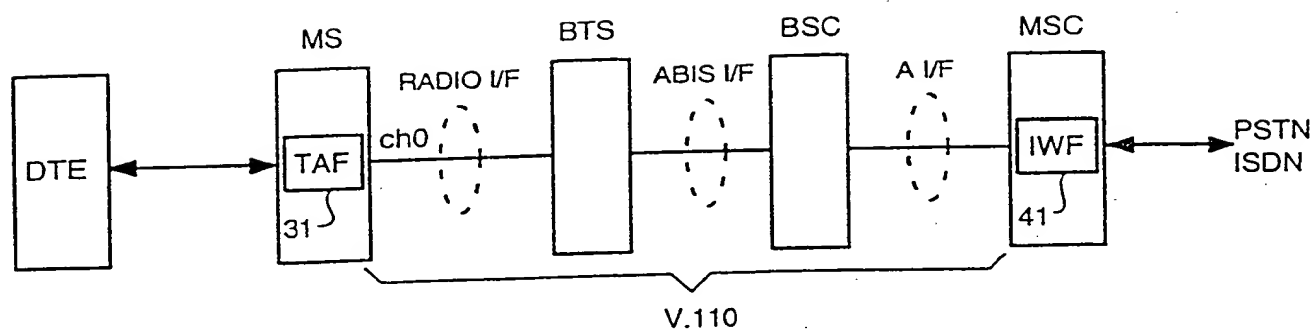 MS
BTS
BSC
MSC
RADIO I/F
ABIS I/F
A I/F
DTE
TAF
ch0
IWF
PSTN
ISDN
31
41
V.110